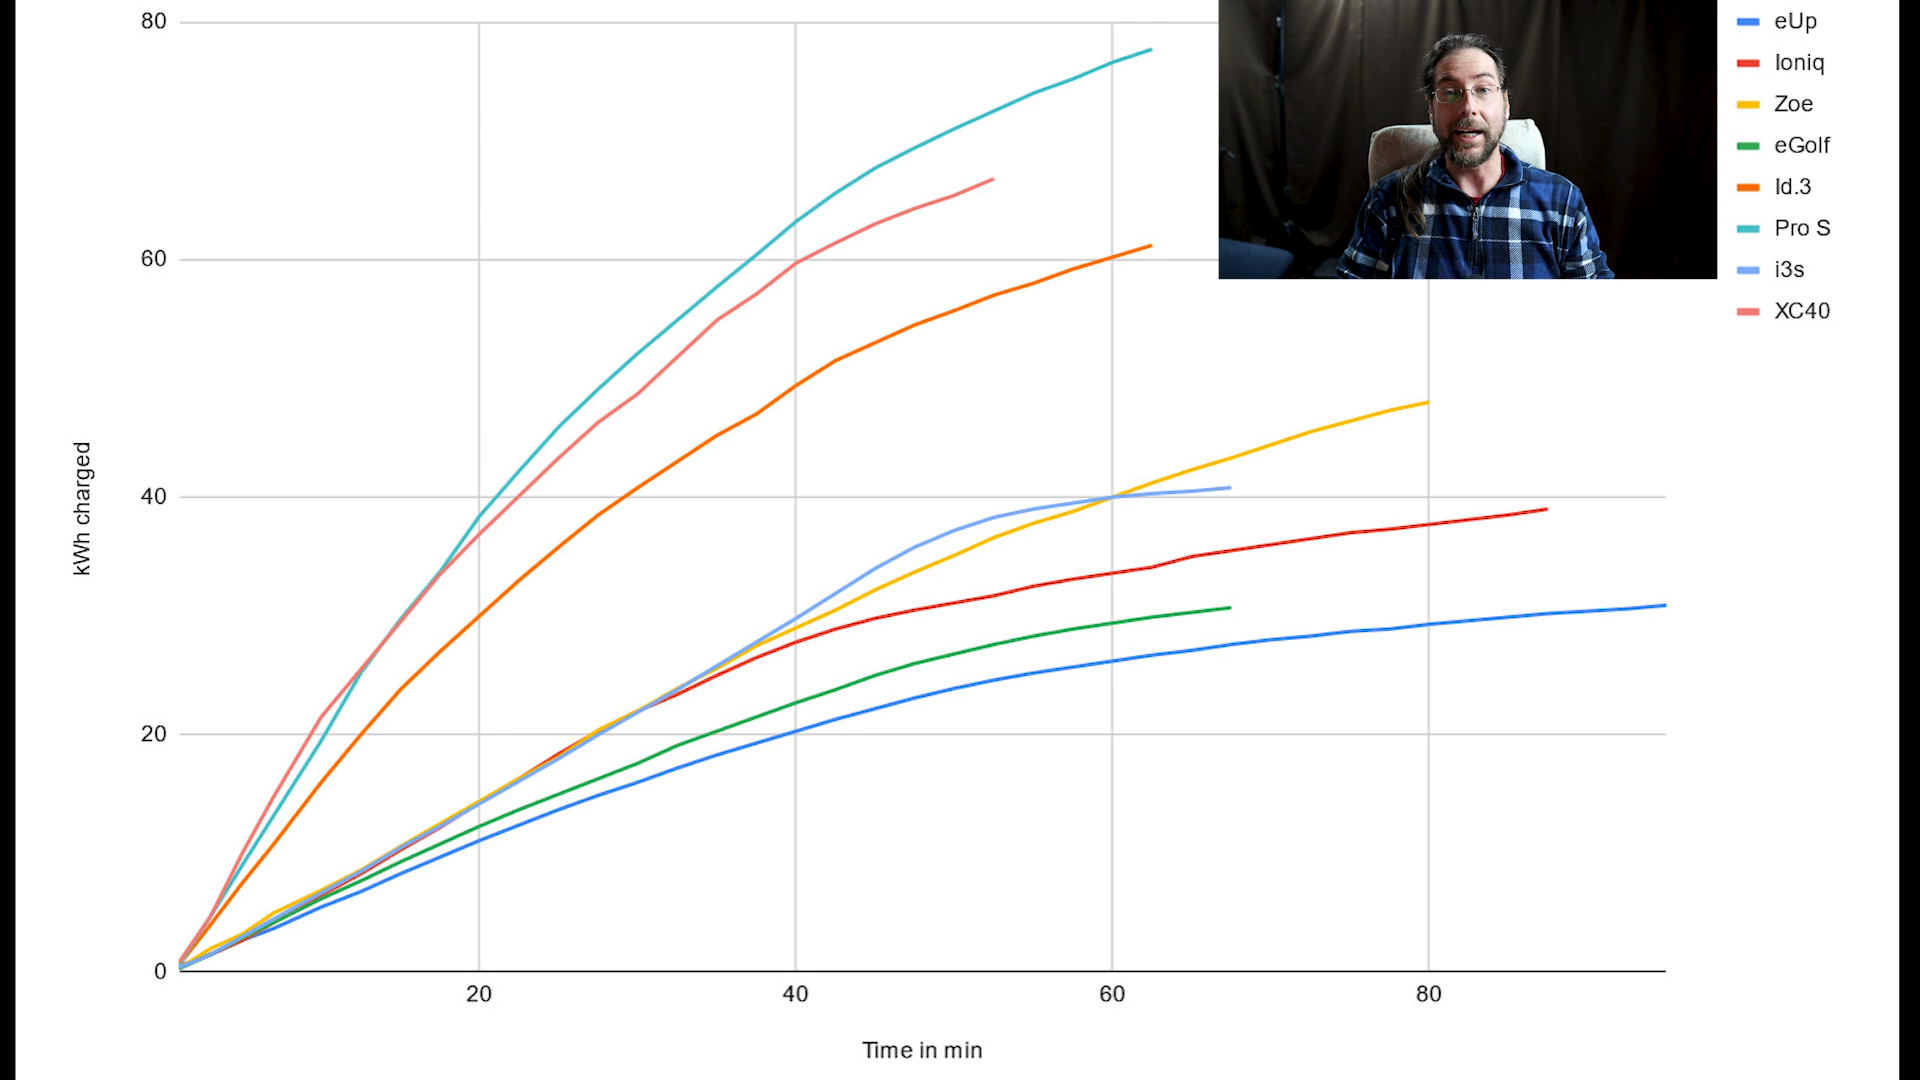 80
60
40
20
0
kWh charged
20 40 60 80
Time in min
eUp
Ioniq
Zoe
eGolf
Id.3
Pro S
i3s
XC40